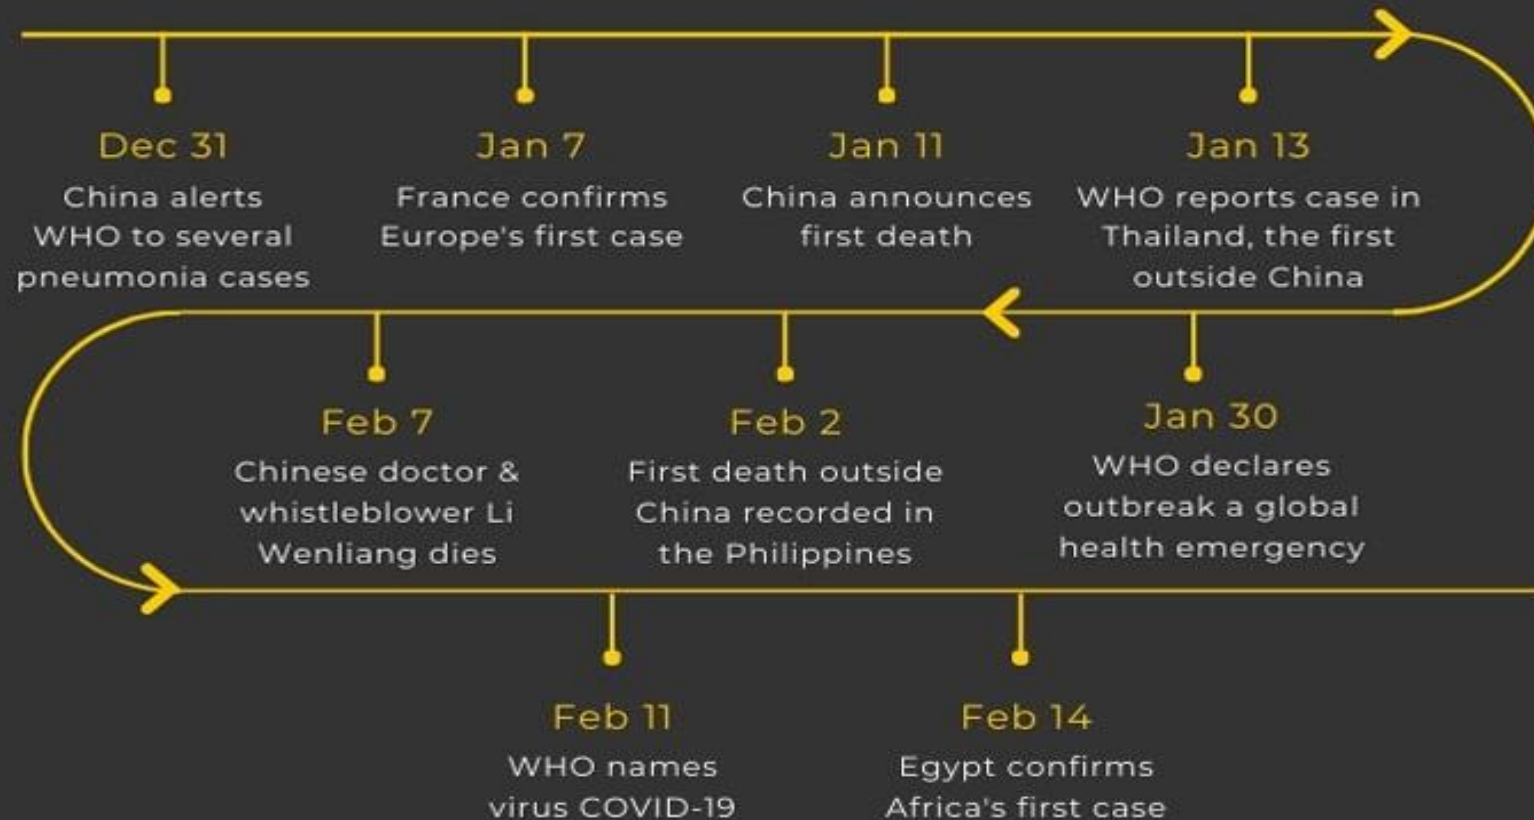 Dec 31
China alerts
WHO to several
pneumonia cases
Jan 7
France confirms
Europe's first case
Jan 11
China announces
first death
Jan 13
WHO reports case in
Thailand, the first
outside China
Jan 30
WHO declares
outbreak a global
health emergency
Feb 2
First death outside
China recorded in
the Philippines
Feb 7
Chinese doctor &
whistleblower Li
Wenliang dies
Feb 11
WHO names
virus COVID-19
Feb 14
Egypt confirms
Africa's first case